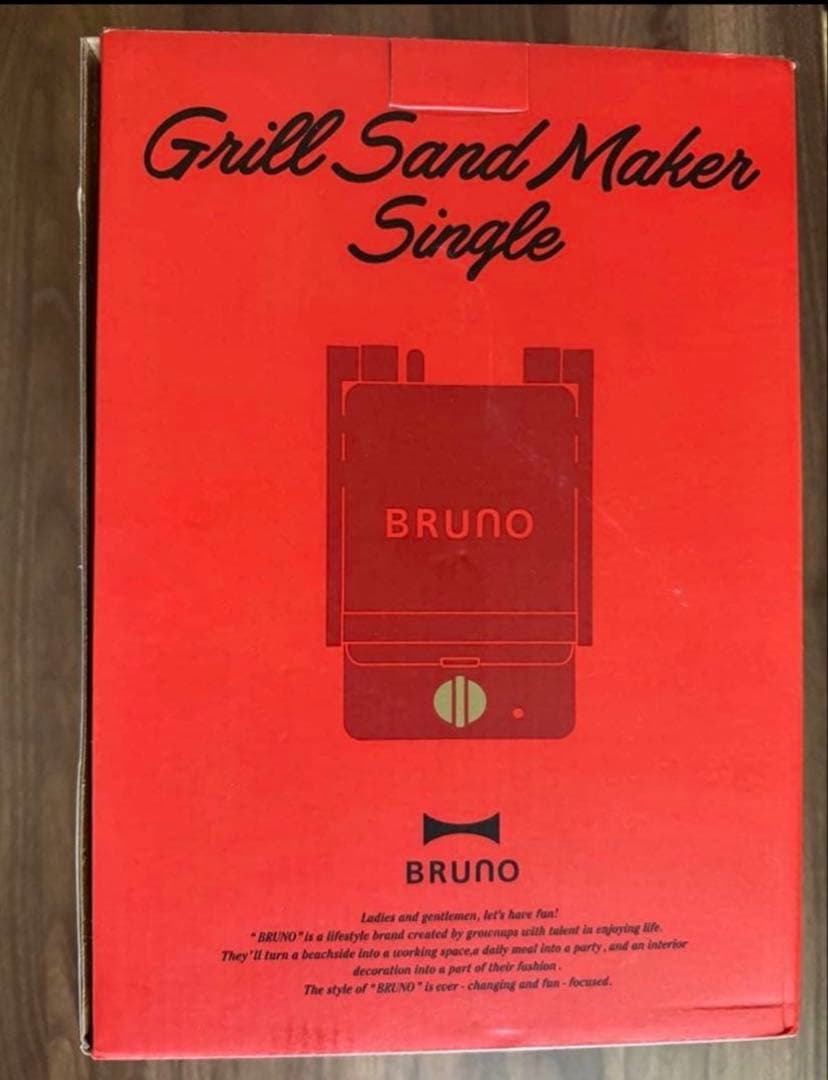 Grill Sand Maker
Single
BRUNO
BRUNO
Ladies and gentlemen, let's have fun!
"BRUNO" is a lifestyle brand created by grownups with talent in enjoying life.
They'll turn a beachside into a working space,a daily meal into a party, and an interior
decoration into a part of their fashion.
The style of "BRUNO" is ever - changing and fun - focused.